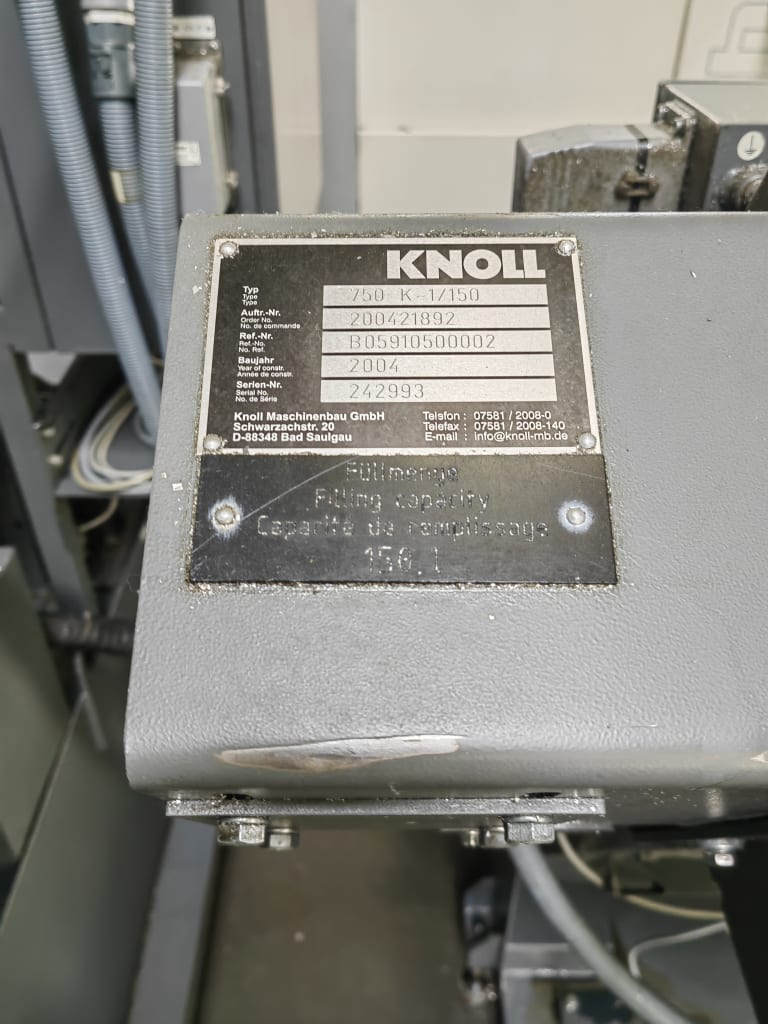 KNOLL
Typ
Type
Type
750 K-1/150
Auftr.-Nr.
Order No.
No. de commande
200421892
Ref.-Nr.
Ref.-No.
No. Ref.
B05910500002
Baujahr
Year of constr.
Année de constr.
2004
Serien-Nr.
Serial No.
No. de Série
242993
Knoll Maschinenbau GmbH
Schwarzachstr. 20
D-88348 Bad Saulgau
Telefon : 07581 / 2008-0
Telefax : 07581 / 2008-140
E-mail : info@knoll-mb.de
Füllmenge
Filling capacity
Capacité de remplissage
150 l